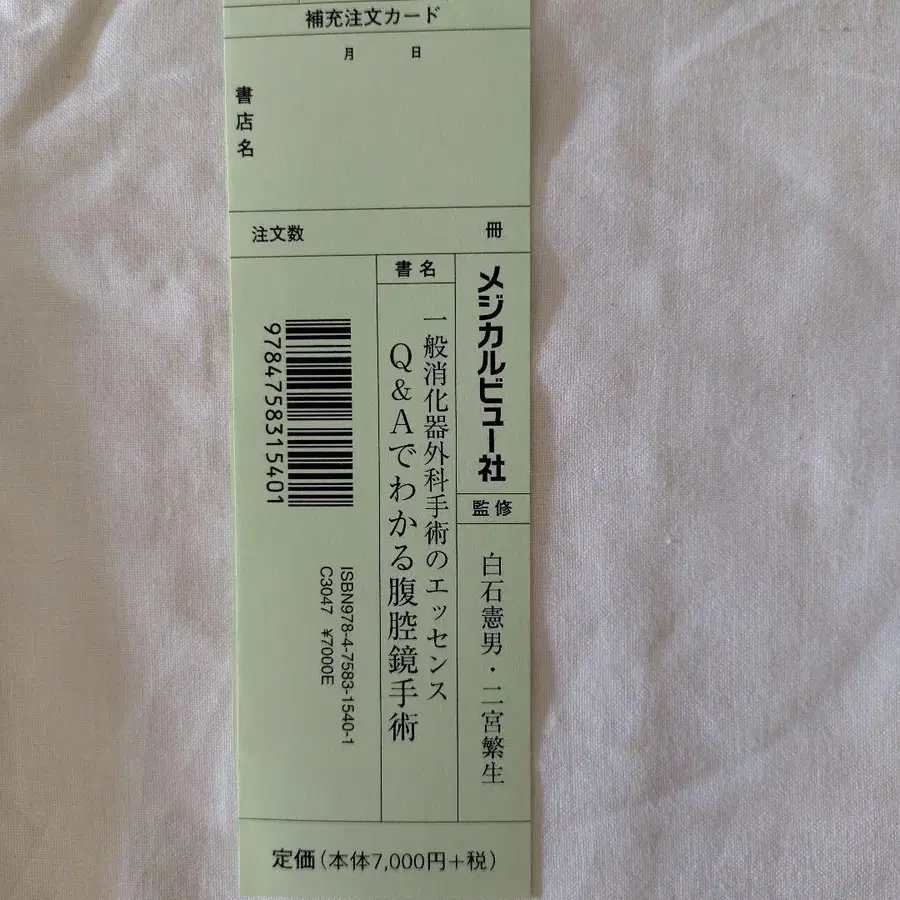 補充注文カード
月 日
書店名
注文数 冊
メジカルビュー社
監修
白石憲男・二宮繁生
書名
一般消化器外科手術のエッセンス
Q&Aでわかる腹腔鏡手術
9784758315401
ISBN978-4-7583-1540-1
C3047 ¥7000E
定価(本体7,000円+税)